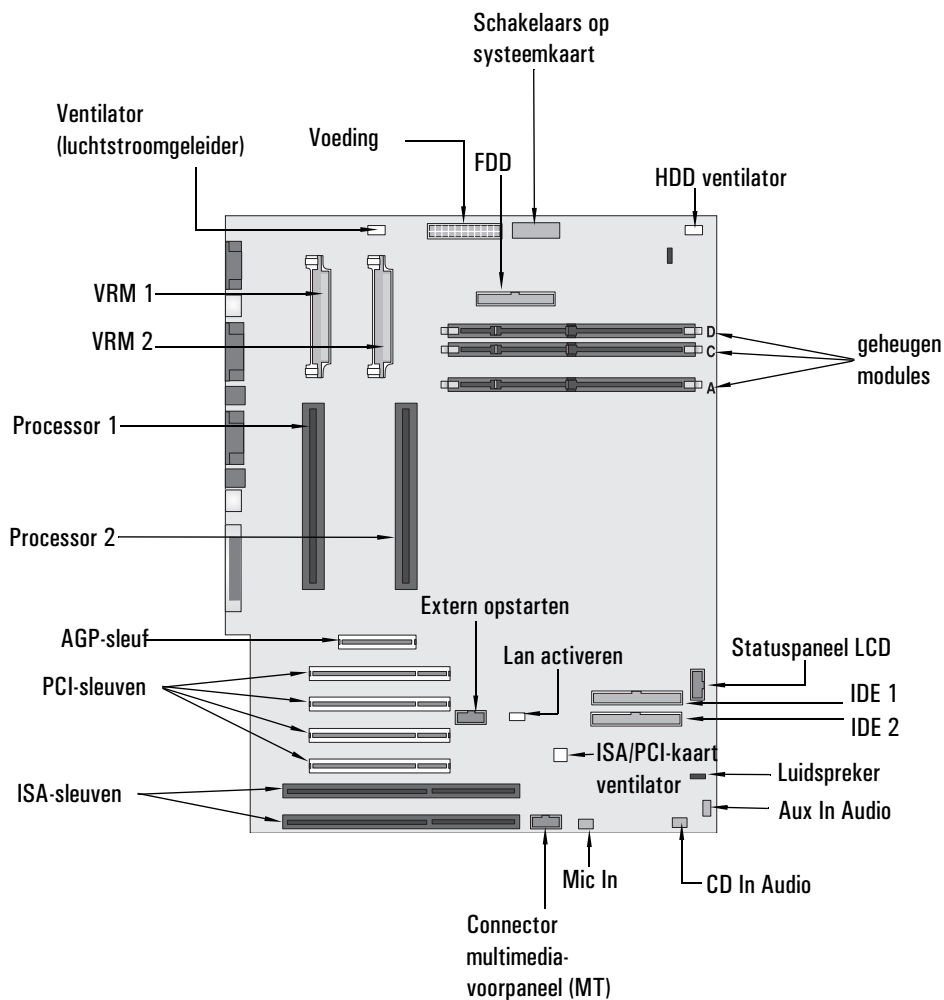 Schakelaars op
systeemkaart
Ventilator
(luchtstroomgeleider)
Voeding
FDD
HDD ventilator
VRM 1
VRM 2
D
C
A
geheugen
modules
Processor 1
Processor 2
Extern opstarten
AGP-sleuf
Lan activeren
Statuspaneel LCD
PCI-sleuven
IDE 1
IDE 2
ISA/PCI-kaart
ventilator
ISA-sleuven
Luidspreker
Aux In Audio
Mic In
CD In Audio
Connector
multimedia-
voorpaneel (MT)